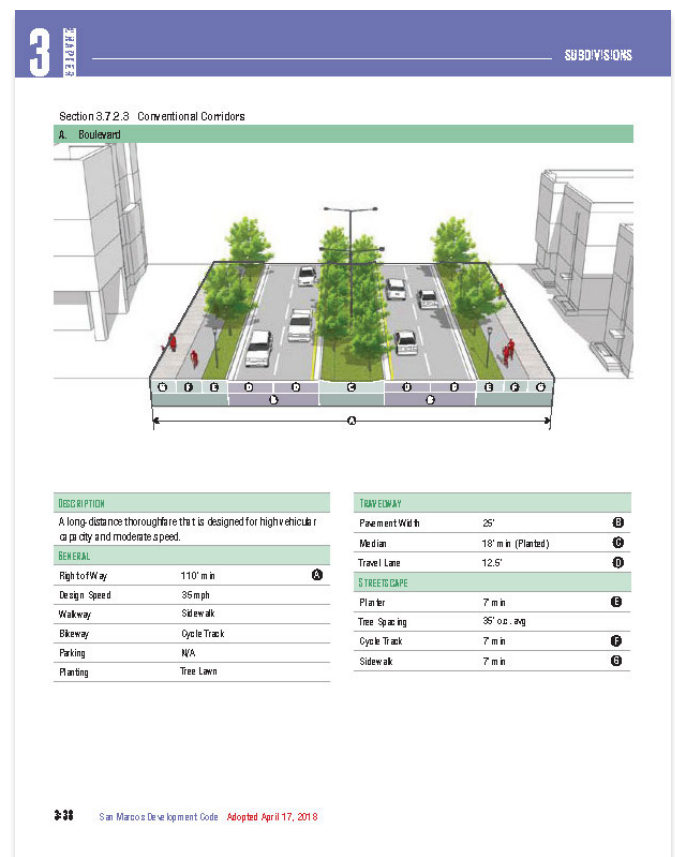 3
CHAPTER
SUBDIVISIONS
Section 3.7.2.3 Conventional Corridors
A. Boulevard
G F E D D C D D E F G
B B
A
DESCRIPTION
A long-distance thoroughfare that is designed for high vehicular
capacity and moderate speed.
GENERAL
Right of Way 110' min A
Design Speed 35 mph
Walkway Sidewalk
Bikeway Cycle Track
Parking N/A
Planting Tree Lawn
TRAVELWAY
Pavement Width 25' B
Median 18' min (Planted) C
Travel Lane 12.5' D
STREETSCAPE
Planter 7 min E
Tree Spacing 35' o.c. avg
Cycle Track 7 min F
Sidewalk 7 min G
3-38 San Marcos Development Code Adopted April 17, 2018